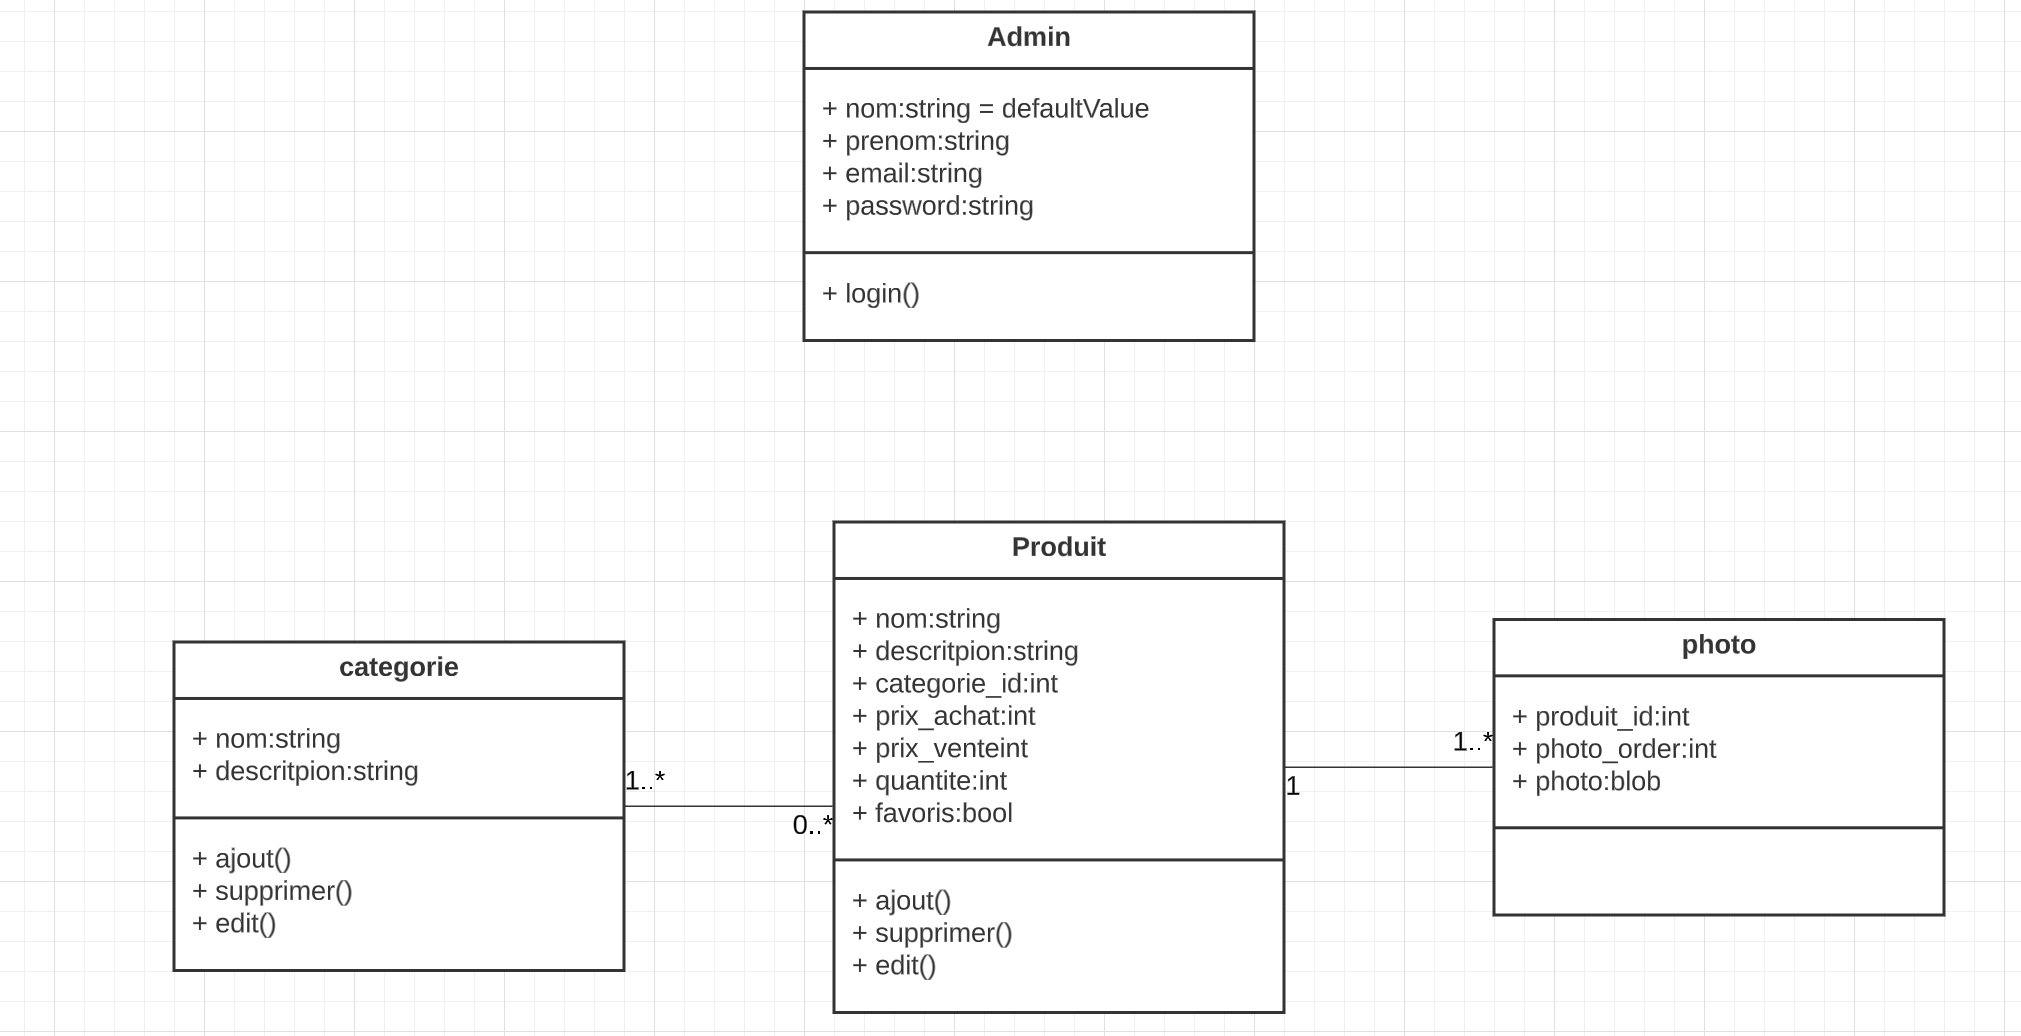 Admin
+ nom:string = defaultValue
+ prenom:string
+ email:string
+ password:string
+ login()
categorie
+ nom:string
+ descritpion:string
+ ajout()
+ supprimer()
+ edit()
1..*
0..*
Produit
+ nom:string
+ descritpion:string
+ categorie_id:int
+ prix_achat:int
+ prix_venteint
+ quantite:int
+ favoris:bool
+ ajout()
+ supprimer()
+ edit()
1
1..*
photo
+ produit_id:int
+ photo_order:int
+ photo:blob